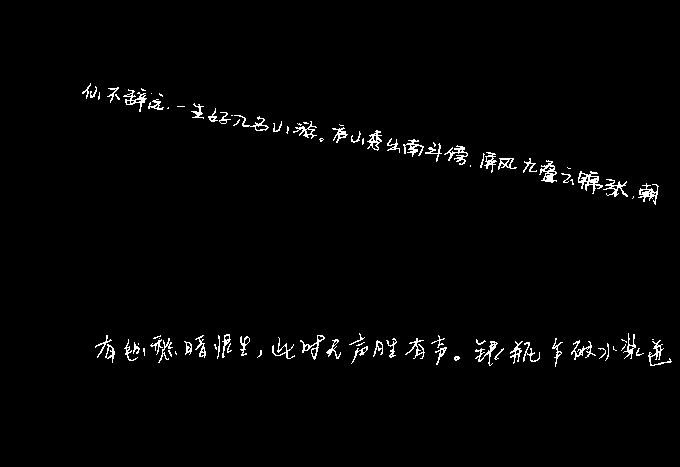 仙不辞远,一生好入名山游。庐山秀出南斗傍,屏风九叠云锦张,朝
有幽愁暗恨生,此时无声胜有声。银瓶乍破水浆迸